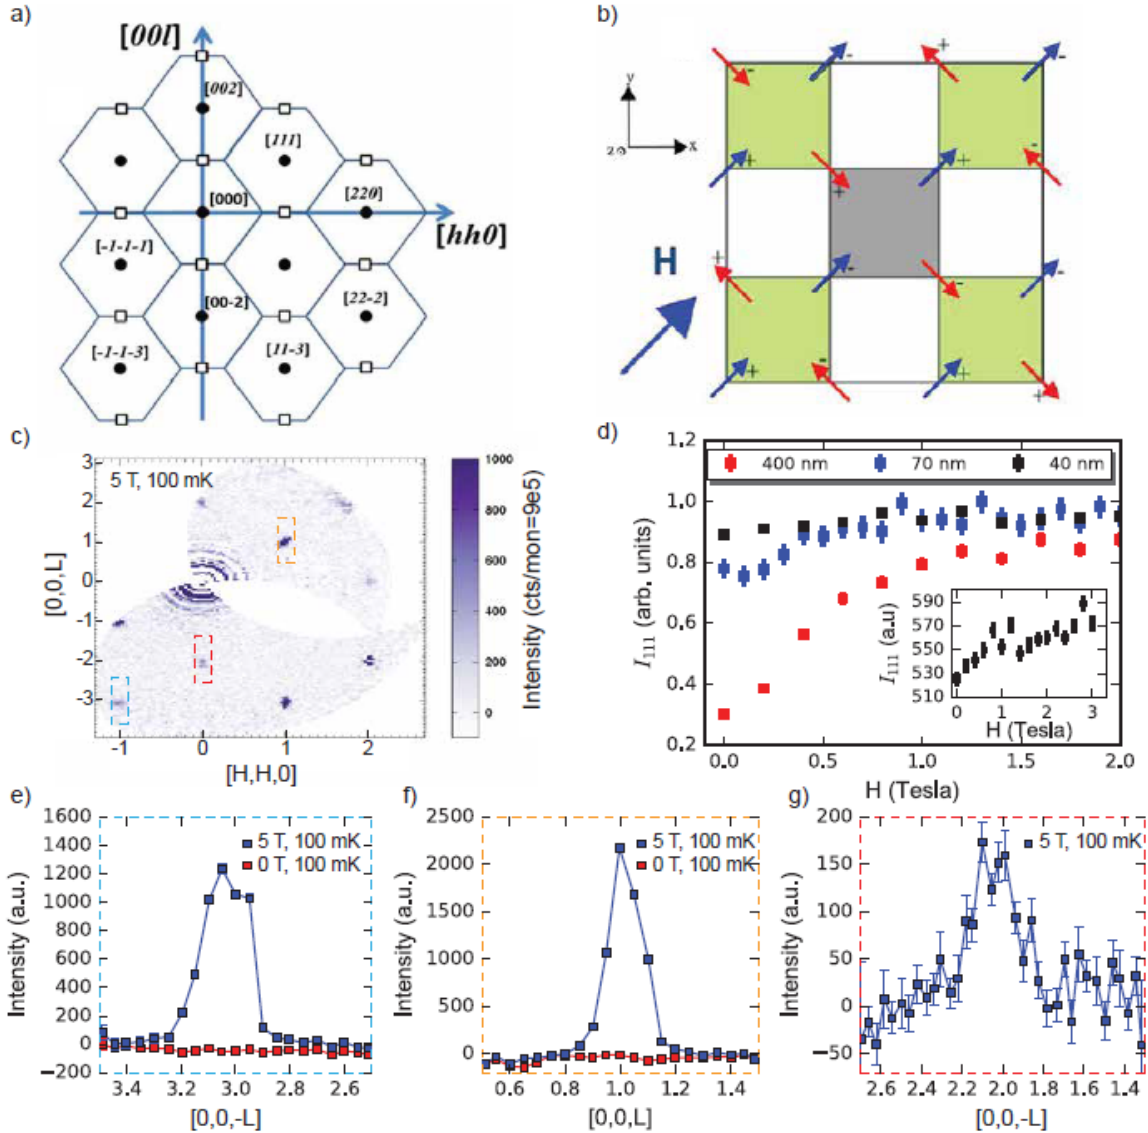 a)
[00l]
[002]
[111]
[000]
[220]
[hh0]
[-1-1-1]
[00-2]
[22-2]
[-1-1-3]
[11-3]
b)
y
x
H
+ -
c)
5 T, 100 mK
[0,0,L]
3
2
1
0
-1
-2
-3
-1 0 1 2
[H,H,0]
1000
800
600
400
200
0
Intensity (cts/mon=9e5)
d)
400 nm 70 nm 40 nm
I111 (arb. units)
1.2
1.0
0.8
0.6
0.4
0.2
0.0 0.5 1.0 1.5 2.0
H (Tesla)
I111 (a.u)
590
570
550
530
510
0 1 2 3
H (Tesla)
e)
5 T, 100 mK
0 T, 100 mK
Intensity (a.u.)
1600
1400
1200
1000
800
600
400
200
0
−200
3.4 3.2 3.0 2.8 2.6
[0,0,-L]
f)
5 T, 100 mK
0 T, 100 mK
Intensity (a.u.)
2500
2000
1500
1000
500
0
0.6 0.8 1.0 1.2 1.4
[0,0,L]
g)
5 T, 100 mK
Intensity (a.u.)
200
150
100
50
0
−50
2.6 2.4 2.2 2.0 1.8 1.6 1.4
[0,0,-L]